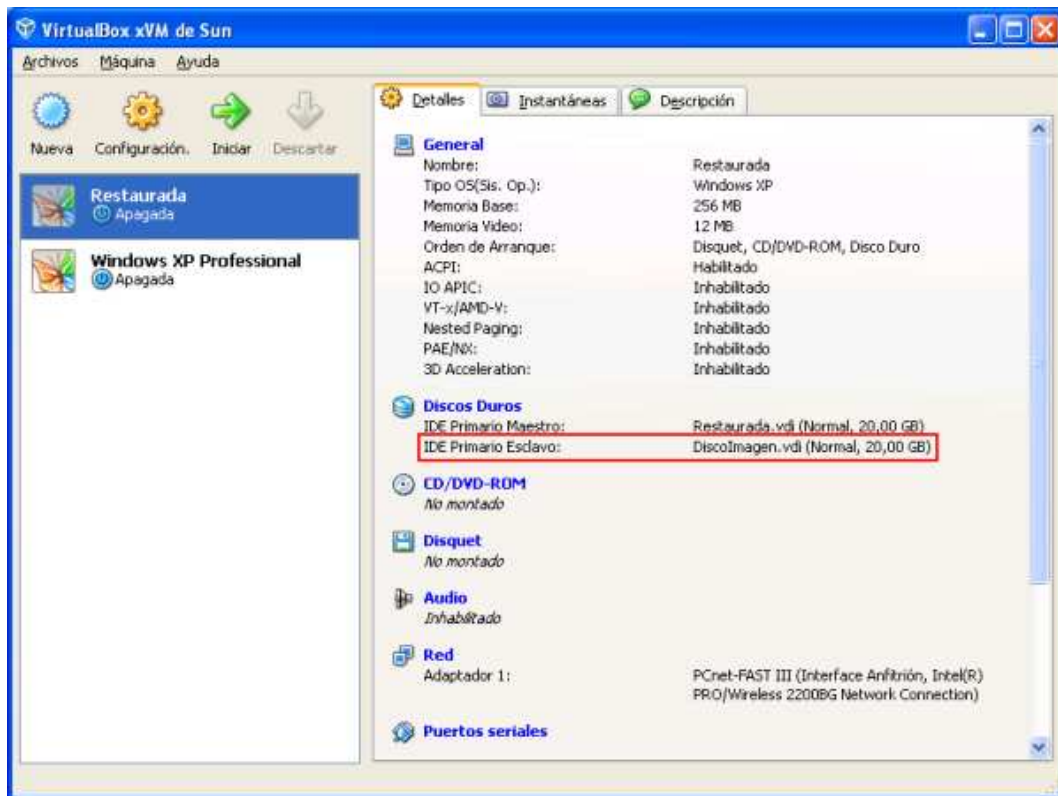 VirtualBox xVM de Sun
Archivos Máquina Ayuda
Nueva Configuración. Iniciar Descartar
Restaurada
Apagada
Windows XP Professional
Apagada
Detalles Instantáneas Descripción
General
Nombre: Restaurada
Tipo OS(Sis. Op.): Windows XP
Memoria Base: 256 MB
Memoria Video: 12 MB
Orden de Arranque: Disquet, CD/DVD-ROM, Disco Duro
ACPI: Habilitado
IO APIC: Inhabilitado
VT-x/AMD-V: Inhabilitado
Nested Paging: Inhabilitado
PAE/NX: Inhabilitado
3D Acceleration: Inhabilitado
Discos Duros
IDE Primario Maestro: Restaurada.vdi (Normal, 20,00 GB)
IDE Primario Esclavo: DiscoImagen.vdi (Normal, 20,00 GB)
CD/DVD-ROM
No montado
Disquet
No montado
Audio
Inhabilitado
Red
Adaptador 1: PCnet-FAST III (Interface Anfitrión, Intel(R)
PRO/Wireless 2200BG Network Connection)
Puertos seriales